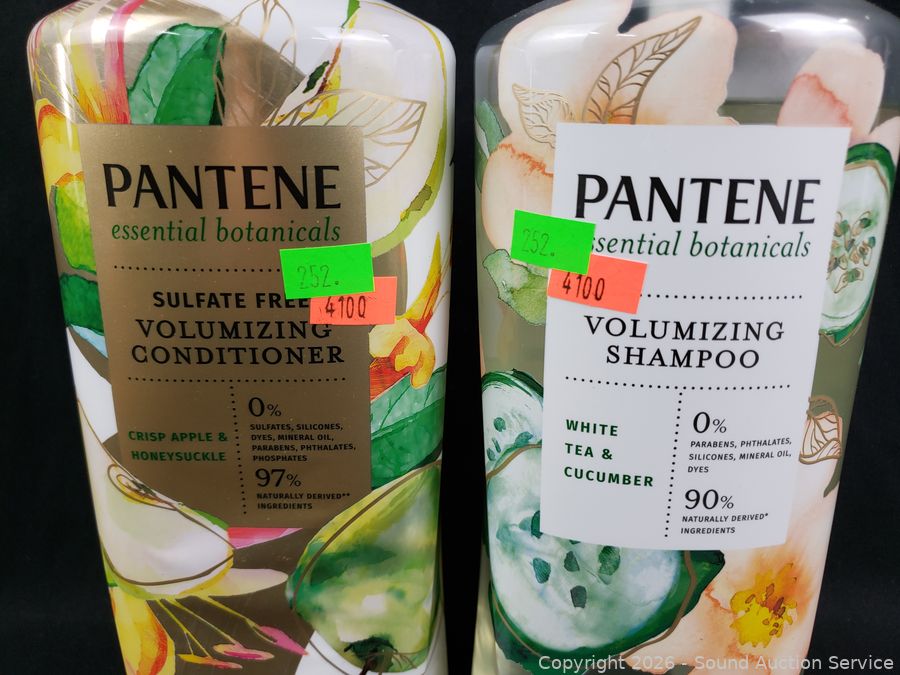 PANTENE
essential botanicals
252.
4100
SULFATE FREE
VOLUMIZING
CONDITIONER
CRISP APPLE &
HONEYSUCKLE
0%
SULFATES, SILICONES,
DYES, MINERAL OIL,
PARABENS, PHTHALATES,
PHOSPHATES
97%
NATURALLY DERIVED**
INGREDIENTS
PANTENE
essential botanicals
252.
4100
VOLUMIZING
SHAMPOO
WHITE
TEA &
CUCUMBER
0%
PARABENS, PHTHALATES,
SILICONES, MINERAL OIL,
DYES
90%
NATURALLY DERIVED*
INGREDIENTS
Copyright 2026 - Sound Auction Service